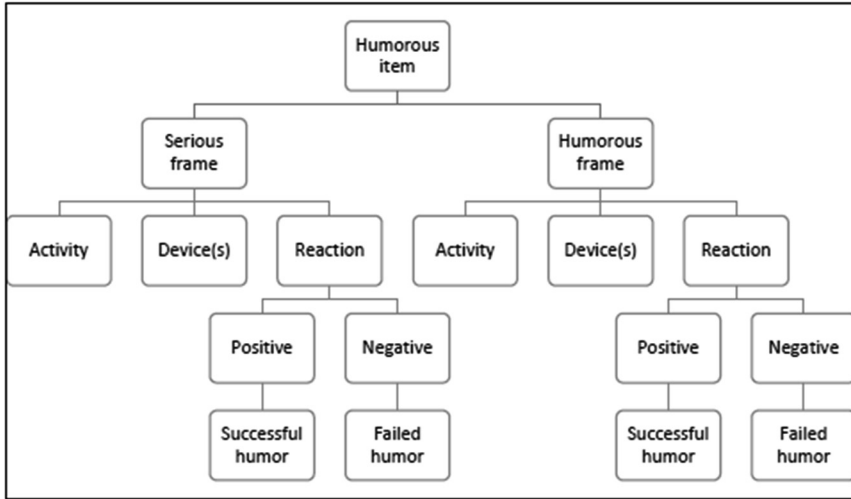 Humorous
item
Serious
frame
Humorous
frame
Activity
Device(s)
Reaction
Activity
Device(s)
Reaction
Positive
Negative
Positive
Negative
Successful
humor
Failed
humor
Successful
humor
Failed
humor